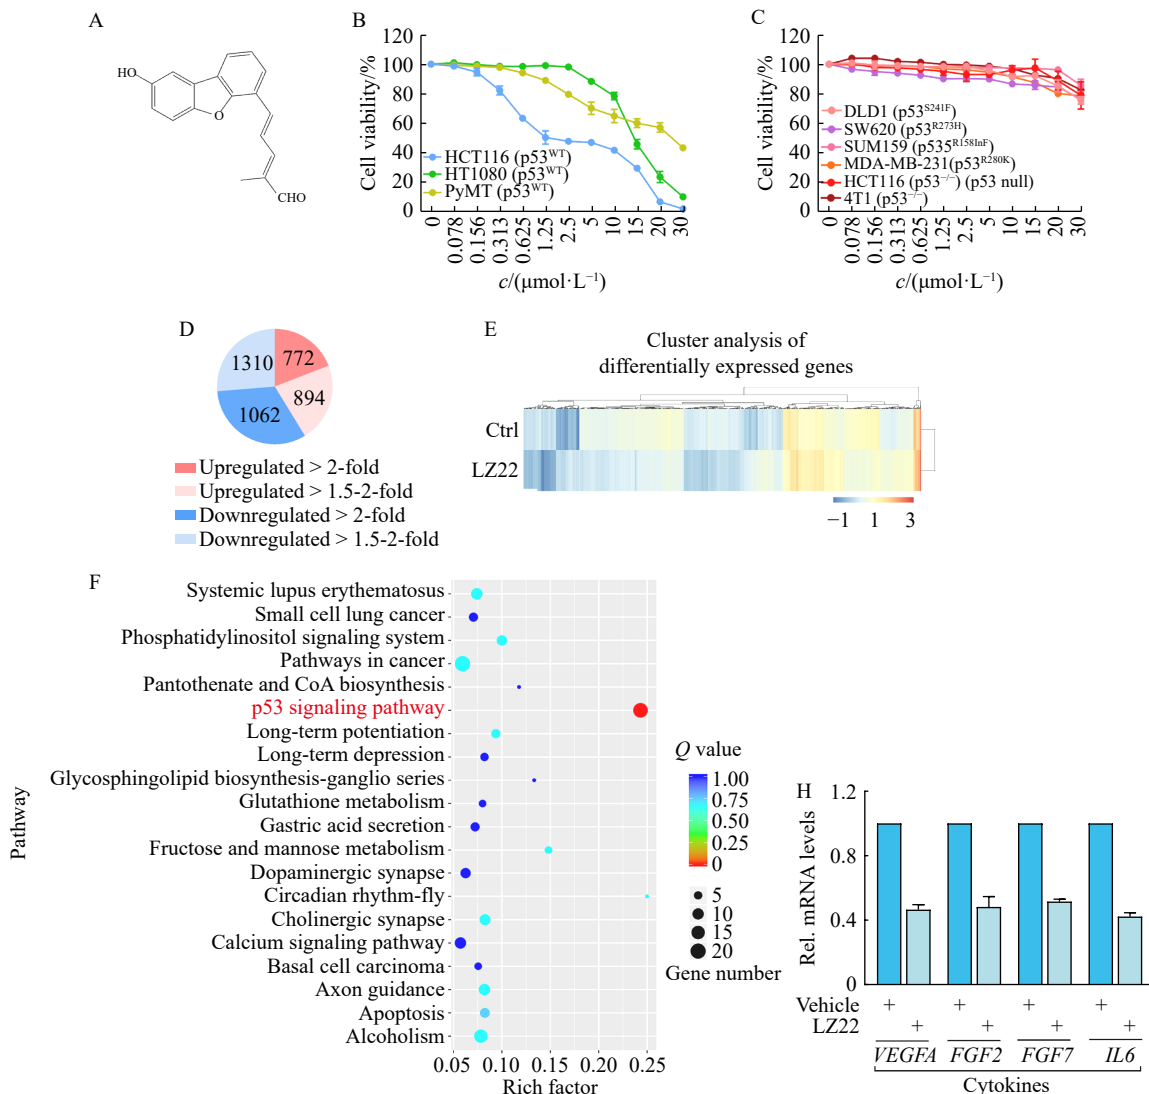 A
HO
O
CHO
B
Cell viability/%
120
100
80
60
40
20
0
HCT116 (p53WT)
HT1080 (p53WT)
PyMT (p53WT)
0
0.078
0.156
0.313
0.625
1.25
2.5
5
10
15
20
30
c/(μmol·L−1)
C
Cell viability/%
120
100
80
60
40
20
0
DLD1 (p53S241F)
SW620 (p53R273H)
SUM159 (p535R158InF)
MDA-MB-231(p53R280K)
HCT116 (p53−/−) (p53 null)
4T1 (p53−/−)
0
0.078
0.156
0.313
0.625
1.25
2.5
5
10
15
20
30
c/(μmol·L−1)
D
1310
772
894
1062
Upregulated > 2-fold
Upregulated > 1.5-2-fold
Downregulated > 2-fold
Downregulated > 1.5-2-fold
E
Cluster analysis of
differentially expressed genes
Ctrl
LZ22
−1 1 3
F
Pathway
Systemic lupus erythematosus
Small cell lung cancer
Phosphatidylinositol signaling system
Pathways in cancer
Pantothenate and CoA biosynthesis
p53 signaling pathway
Long-term potentiation
Long-term depression
Glycosphingolipid biosynthesis-ganglio series
Glutathione metabolism
Gastric acid secretion
Fructose and mannose metabolism
Dopaminergic synapse
Circadian rhythm-fly
Cholinergic synapse
Calcium signaling pathway
Basal cell carcinoma
Axon guidance
Apoptosis
Alcoholism
0.05 0.10 0.15 0.20 0.25
Rich factor
Q value
1.00
0.75
0.50
0.25
0
5
10
15
20
Gene number
H
Rel. mRNA levels
1.2
0.8
0.4
0
Vehicle + + + +
LZ22 + + + +
VEGFA FGF2 FGF7 IL6
Cytokines